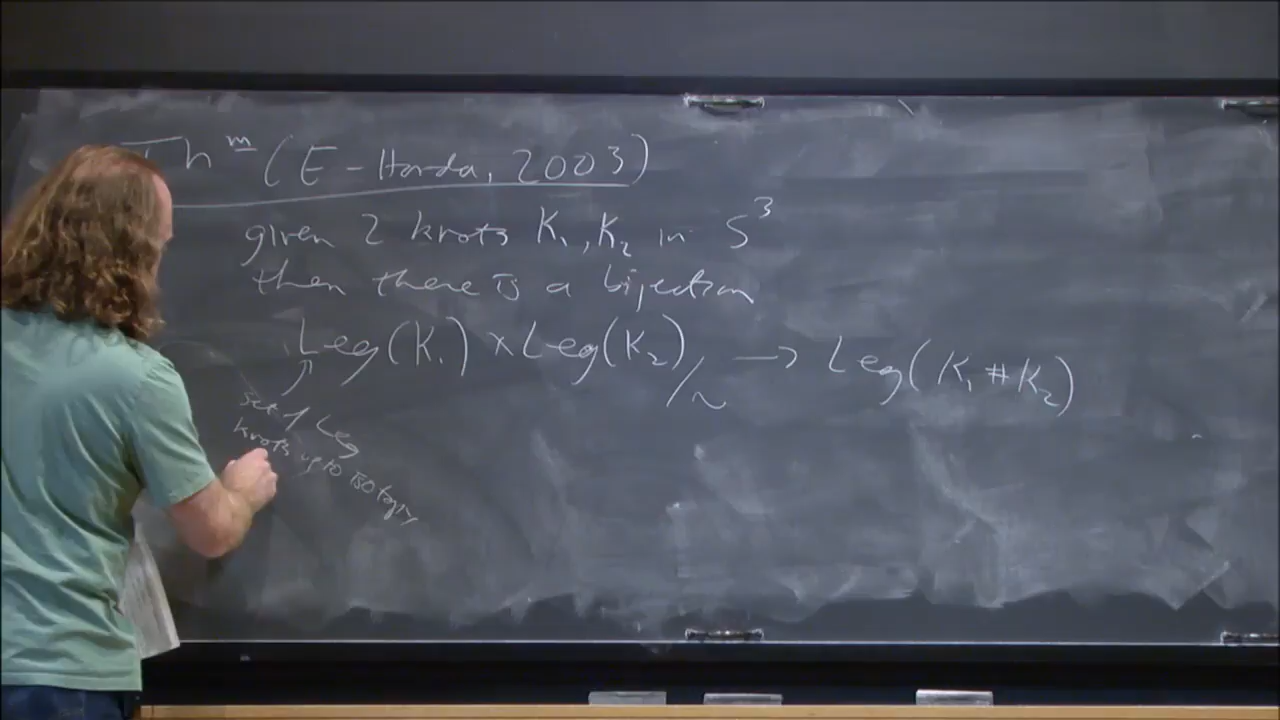 Thᵐ (E-Honda, 2003)
given 2 knots K₁, K₂ in S³
then there is a bijection
Leg(K₁) × Leg(K₂)/~ → Leg(K₁ # K₂)
set of Leg
knots up to isotopy